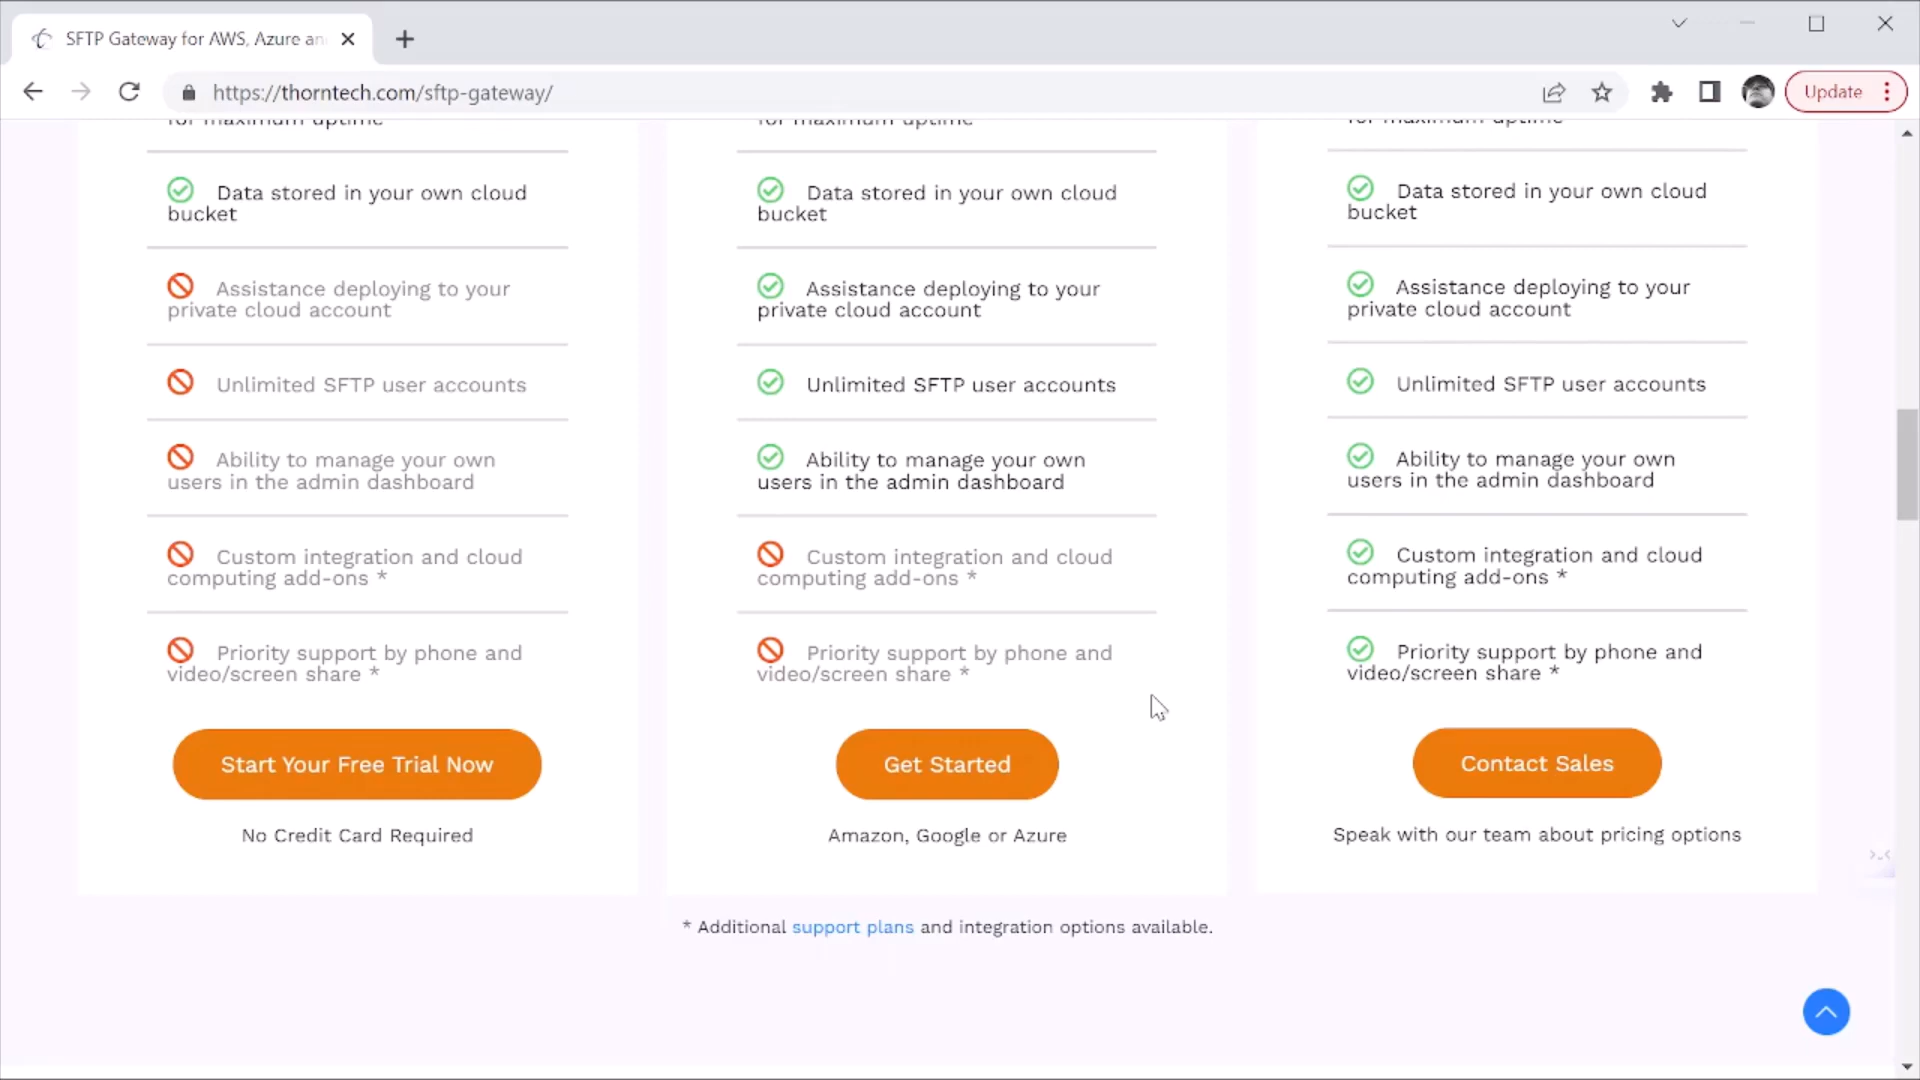 SFTP Gateway for AWS, Azure an
https://thorntech.com/sftp-gateway/
Update
for maximum uptime
Data stored in your own cloud
bucket
Assistance deploying to your
private cloud account
Unlimited SFTP user accounts
Ability to manage your own
users in the admin dashboard
Custom integration and cloud
computing add-ons *
Priority support by phone and
video/screen share *
Start Your Free Trial Now
No Credit Card Required
for maximum uptime
Data stored in your own cloud
bucket
Assistance deploying to your
private cloud account
Unlimited SFTP user accounts
Ability to manage your own
users in the admin dashboard
Custom integration and cloud
computing add-ons *
Priority support by phone and
video/screen share *
Get Started
Amazon, Google or Azure
for maximum uptime
Data stored in your own cloud
bucket
Assistance deploying to your
private cloud account
Unlimited SFTP user accounts
Ability to manage your own
users in the admin dashboard
Custom integration and cloud
computing add-ons *
Priority support by phone and
video/screen share *
Contact Sales
Speak with our team about pricing options
* Additional support plans and integration options available.